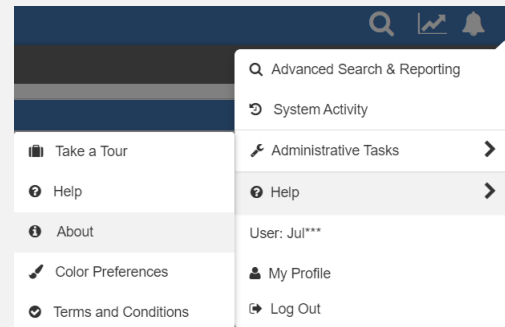 Advanced Search & Reporting
System Activity
Administrative Tasks
Help
User: Jul***
My Profile
Log Out
Take a Tour
Help
About
Color Preferences
Terms and Conditions